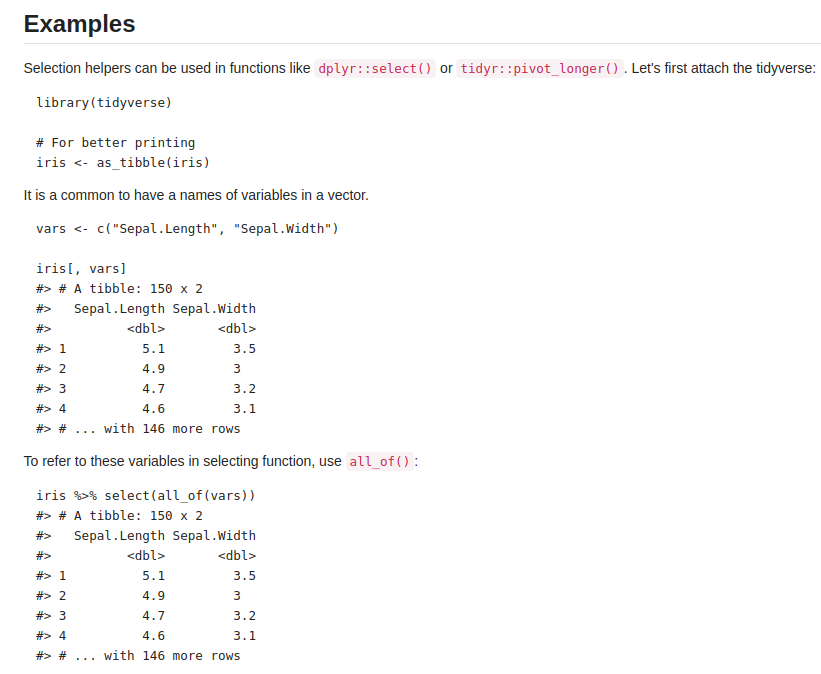 Examples
Selection helpers can be used in functions like dplyr::select() or tidyr::pivot_longer(). Let's first attach the tidyverse:
library(tidyverse)
# For better printing
iris <- as_tibble(iris)
It is a common to have a names of variables in a vector.
vars <- c("Sepal.Length", "Sepal.Width")
iris[, vars]
#> # A tibble: 150 x 2
#>   Sepal.Length Sepal.Width
#>          <dbl>       <dbl>
#> 1          5.1         3.5
#> 2          4.9         3
#> 3          4.7         3.2
#> 4          4.6         3.1
#> # ... with 146 more rows
To refer to these variables in selecting function, use all_of():
iris %>% select(all_of(vars))
#> # A tibble: 150 x 2
#>   Sepal.Length Sepal.Width
#>          <dbl>       <dbl>
#> 1          5.1         3.5
#> 2          4.9         3
#> 3          4.7         3.2
#> 4          4.6         3.1
#> # ... with 146 more rows